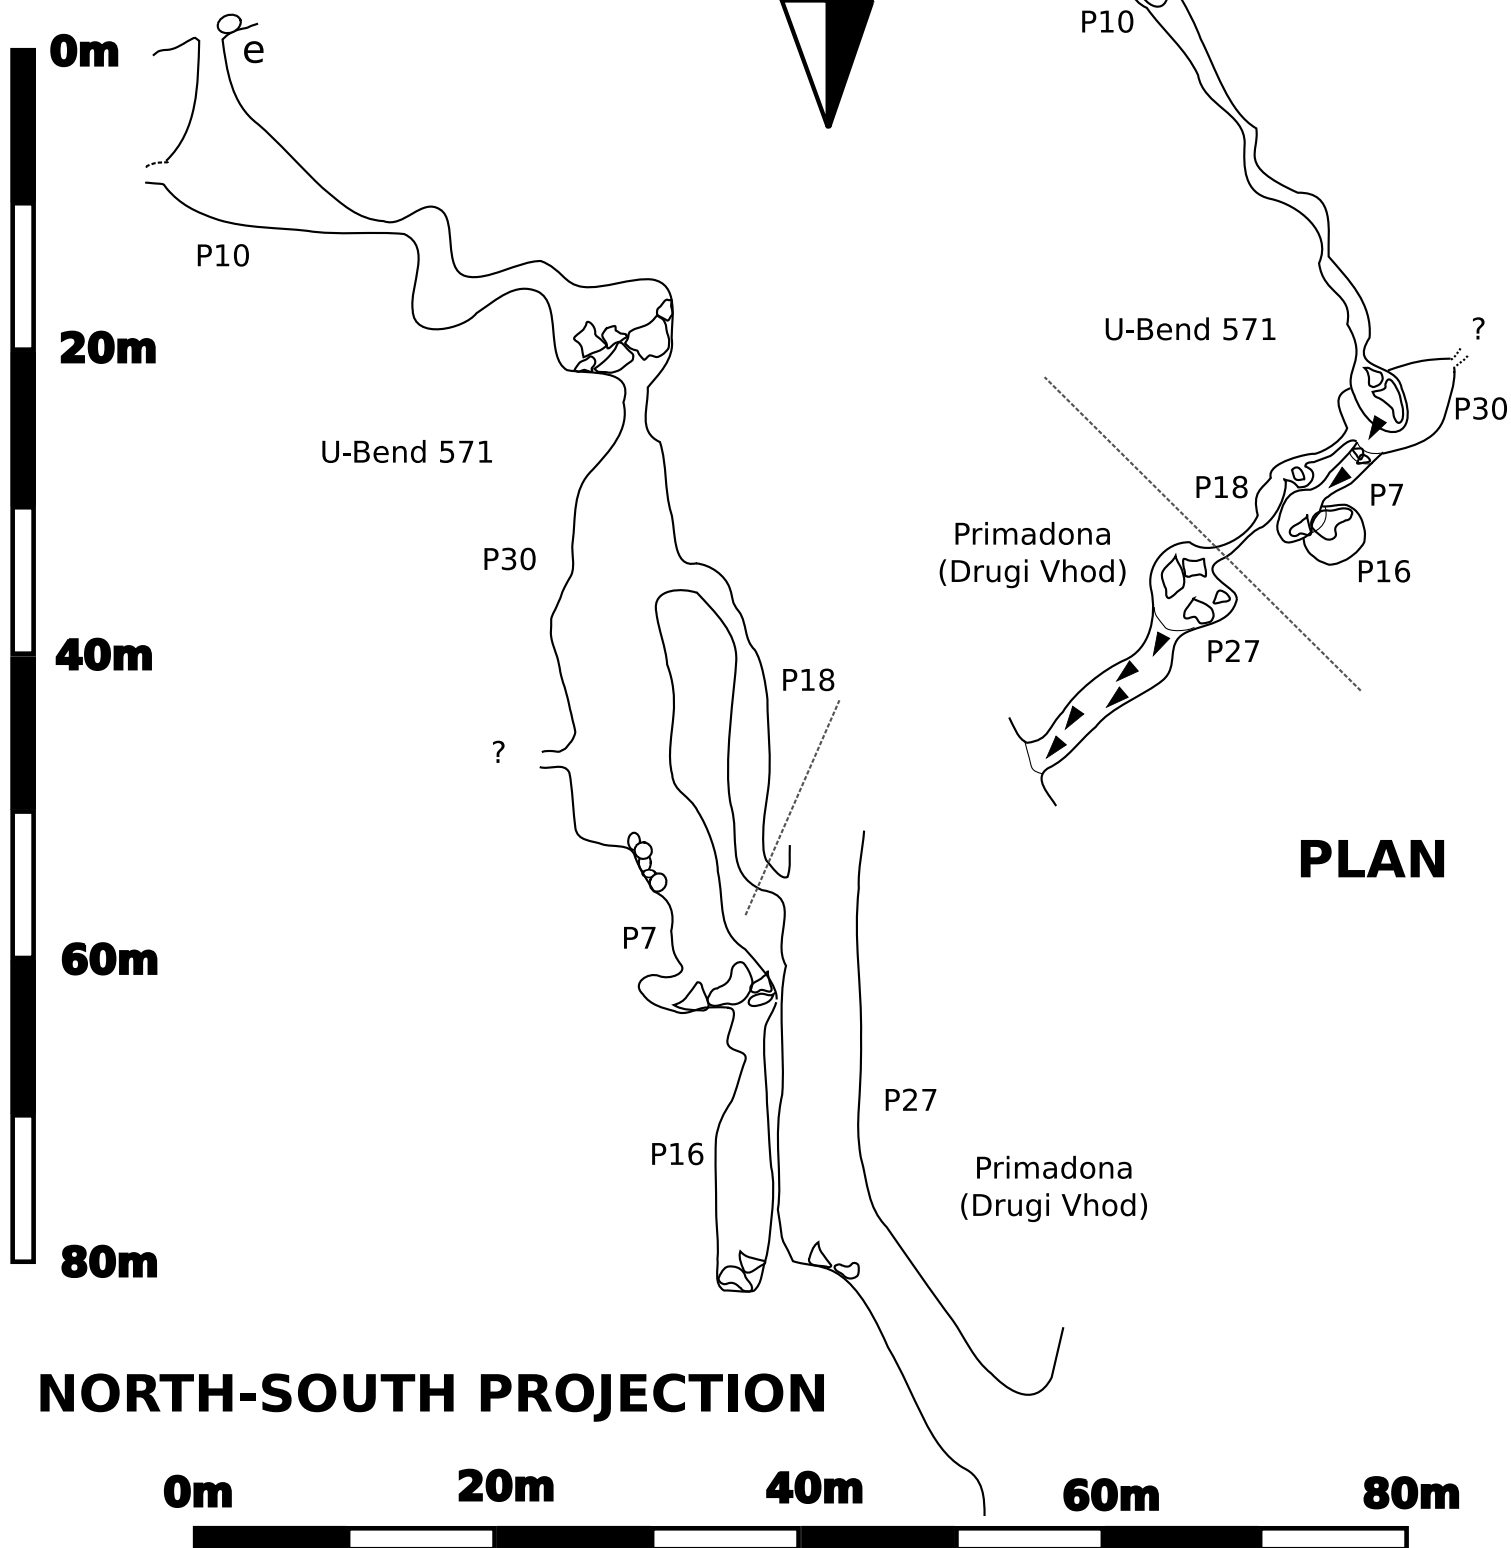 0m
e
P10
20m
U-Bend 571
P30
40m
P18
?
60m
P7
P27
P16
Primadona
(Drugi Vhod)
80m
NORTH-SOUTH PROJECTION
0m
20m
40m
60m
80m
P10
U-Bend 571
?
P30
P18
P7
Primadona
(Drugi Vhod)
P16
P27
PLAN